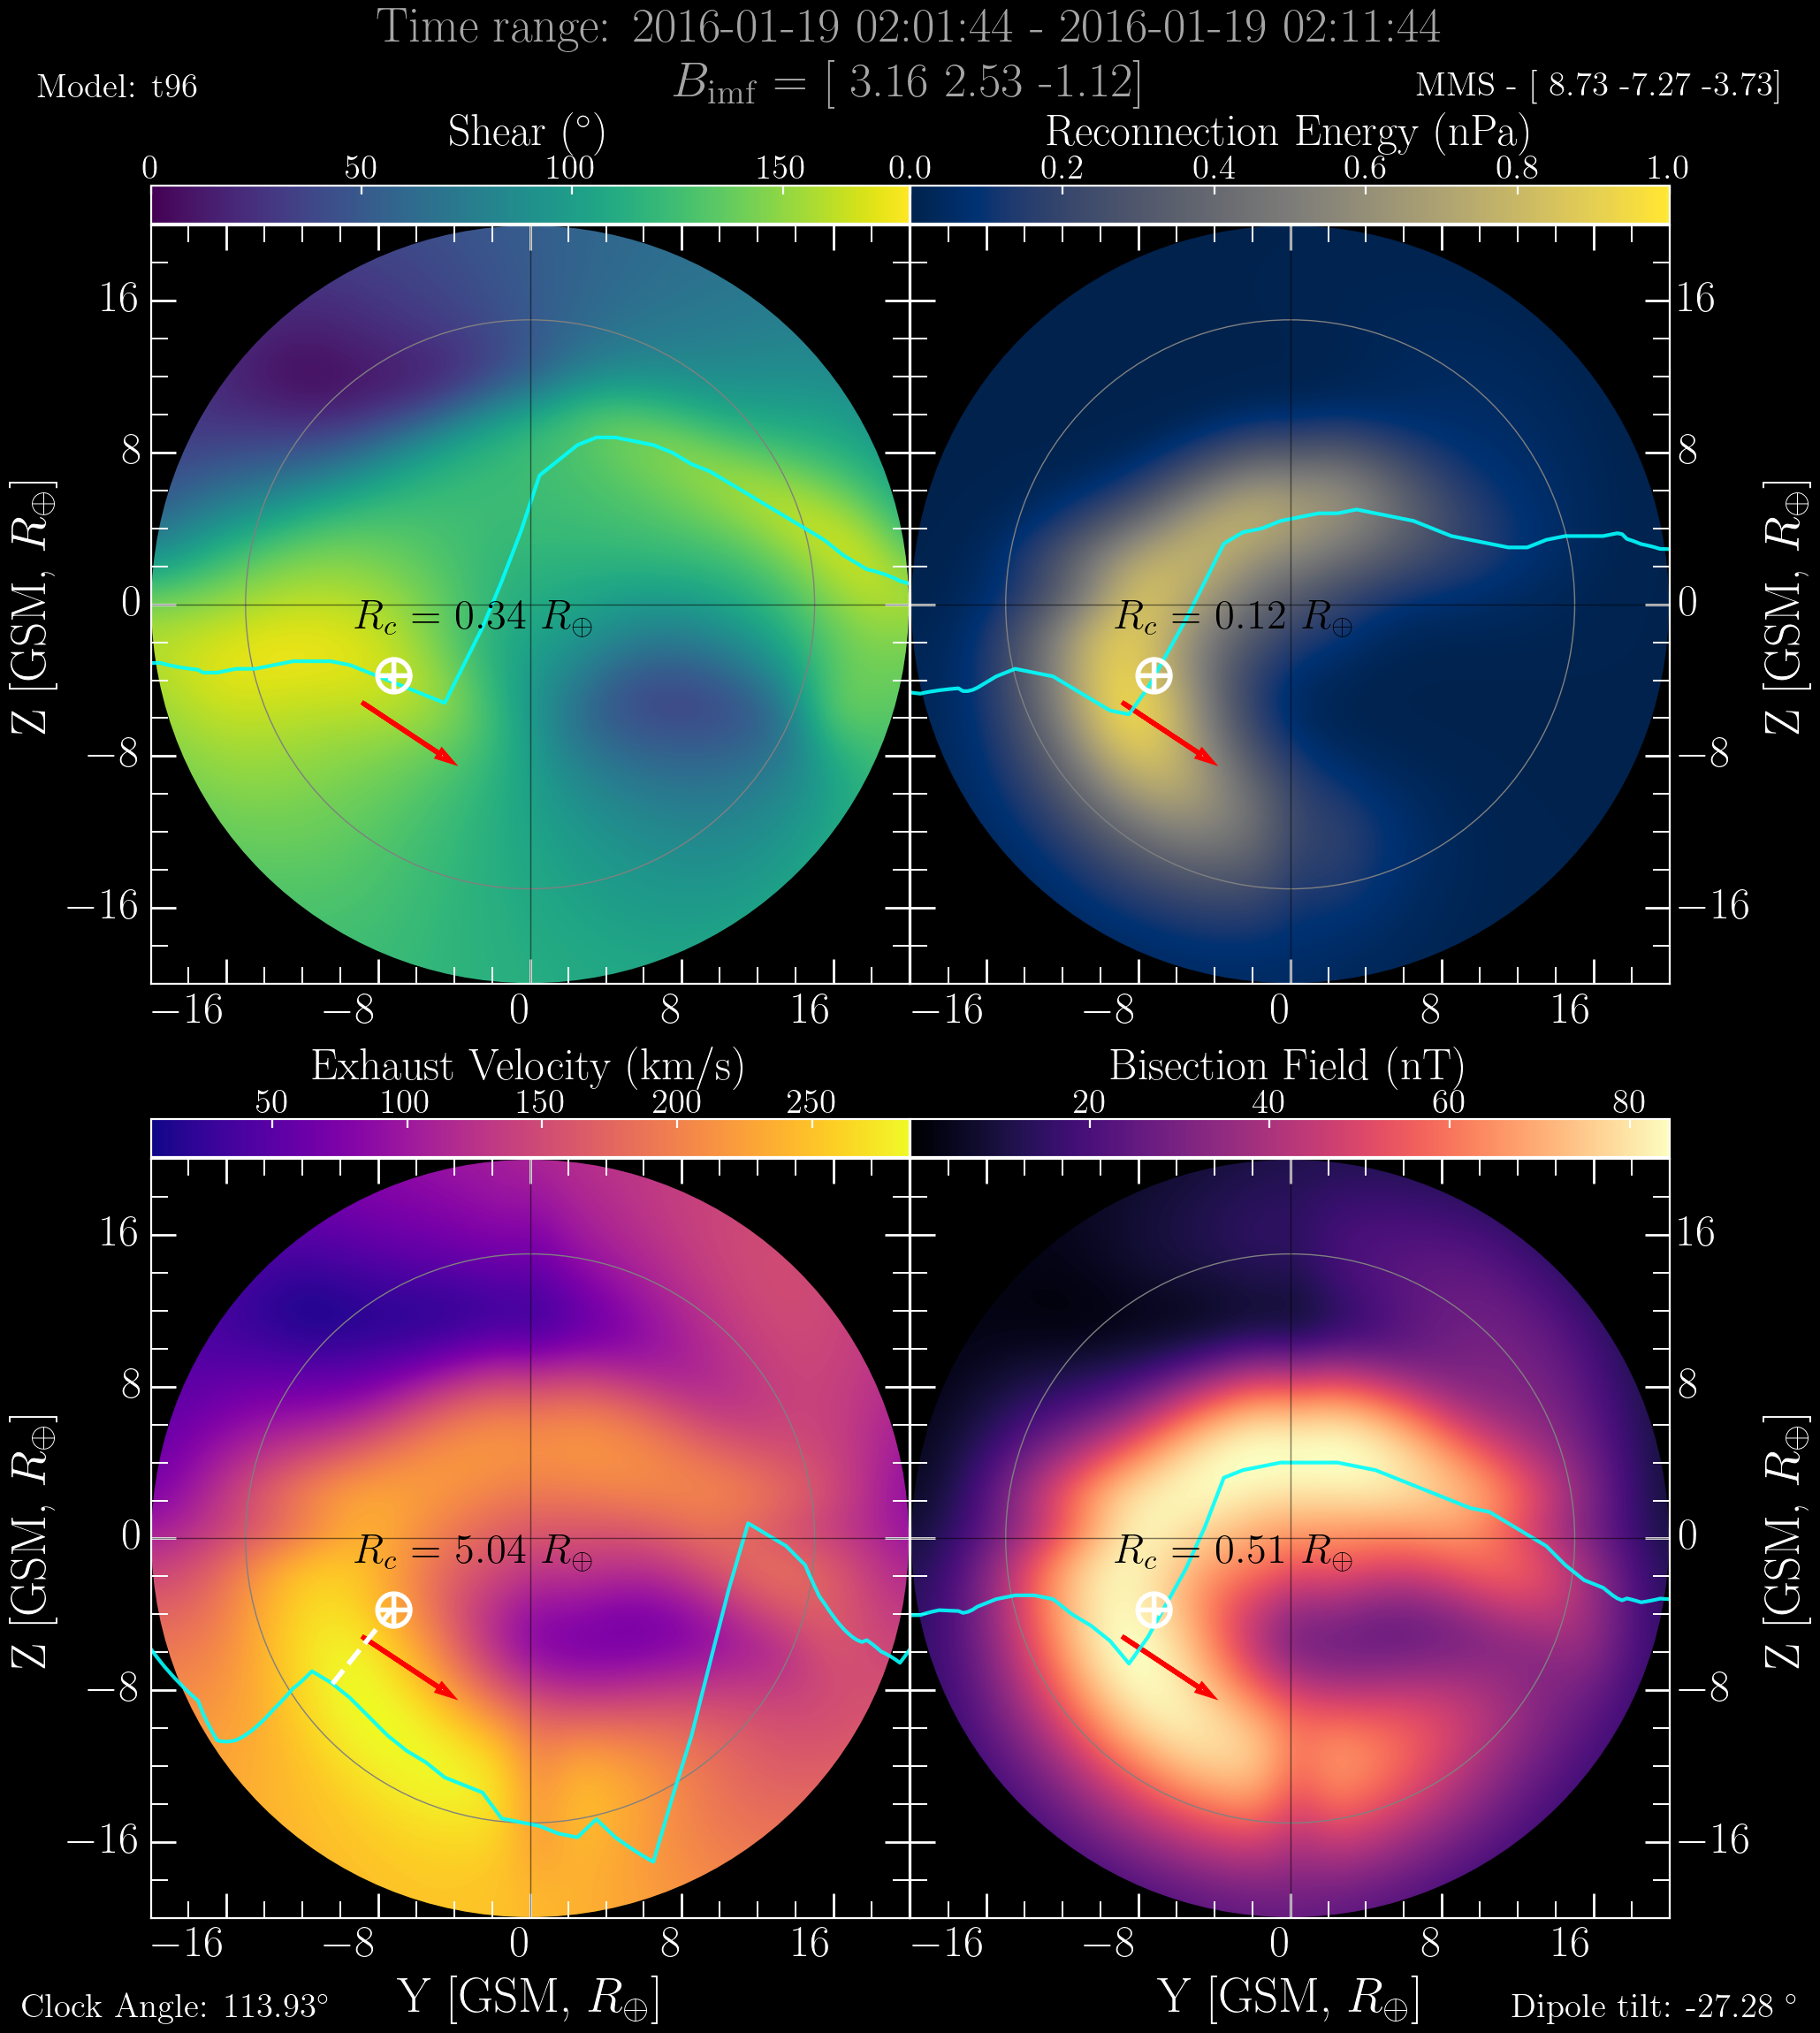 Time range: 2016-01-19 02:01:44 - 2016-01-19 02:11:44
Model: t96
B_imf = [ 3.16 2.53 -1.12]
MMS - [ 8.73 -7.27 -3.73]
Shear (°)
Reconnection Energy (nPa)
0 50 100 150
0.0 0.2 0.4 0.6 0.8 1.0
16 8 0 −8 −16
Z [GSM, R⊕]
R_c = 0.34 R⊕
R_c = 0.12 R⊕
16 8 0 −8 −16
Z [GSM, R⊕]
−16 −8 0 8 16
−16 −8 0 8 16
Exhaust Velocity (km/s)
Bisection Field (nT)
50 100 150 200 250
20 40 60 80
16 8 0 −8 −16
Z [GSM, R⊕]
R_c = 5.04 R⊕
R_c = 0.51 R⊕
16 8 0 −8 −16
Z [GSM, R⊕]
−16 −8 0 8 16
−16 −8 0 8 16
Y [GSM, R⊕]
Y [GSM, R⊕]
Clock Angle: 113.93°
Dipole tilt: -27.28 °